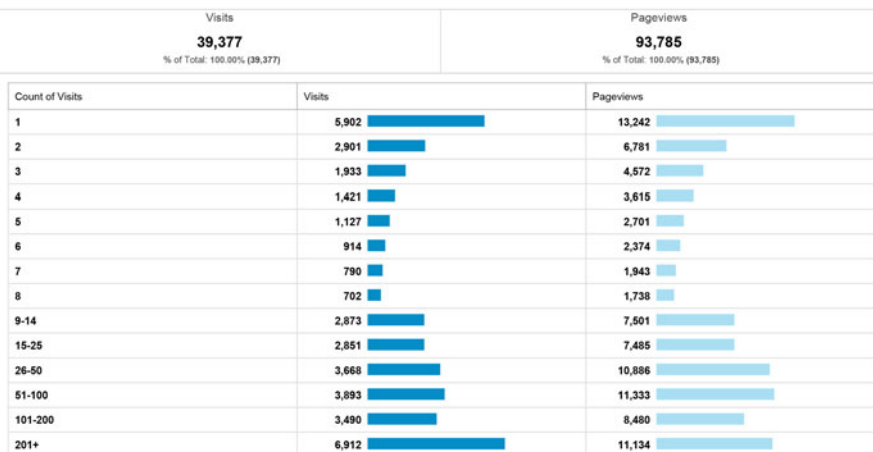 Visits Pageviews
39,377 93,785
% of Total: 100.00% (39,377) % of Total: 100.00% (93,785)
Count of Visits Visits Pageviews
1 5,902 13,242
2 2,901 6,781
3 1,933 4,572
4 1,421 3,615
5 1,127 2,701
6 914 2,374
7 790 1,943
8 702 1,738
9-14 2,873 7,501
15-25 2,851 7,485
26-50 3,668 10,886
51-100 3,893 11,333
101-200 3,490 8,480
201+ 6,912 11,134